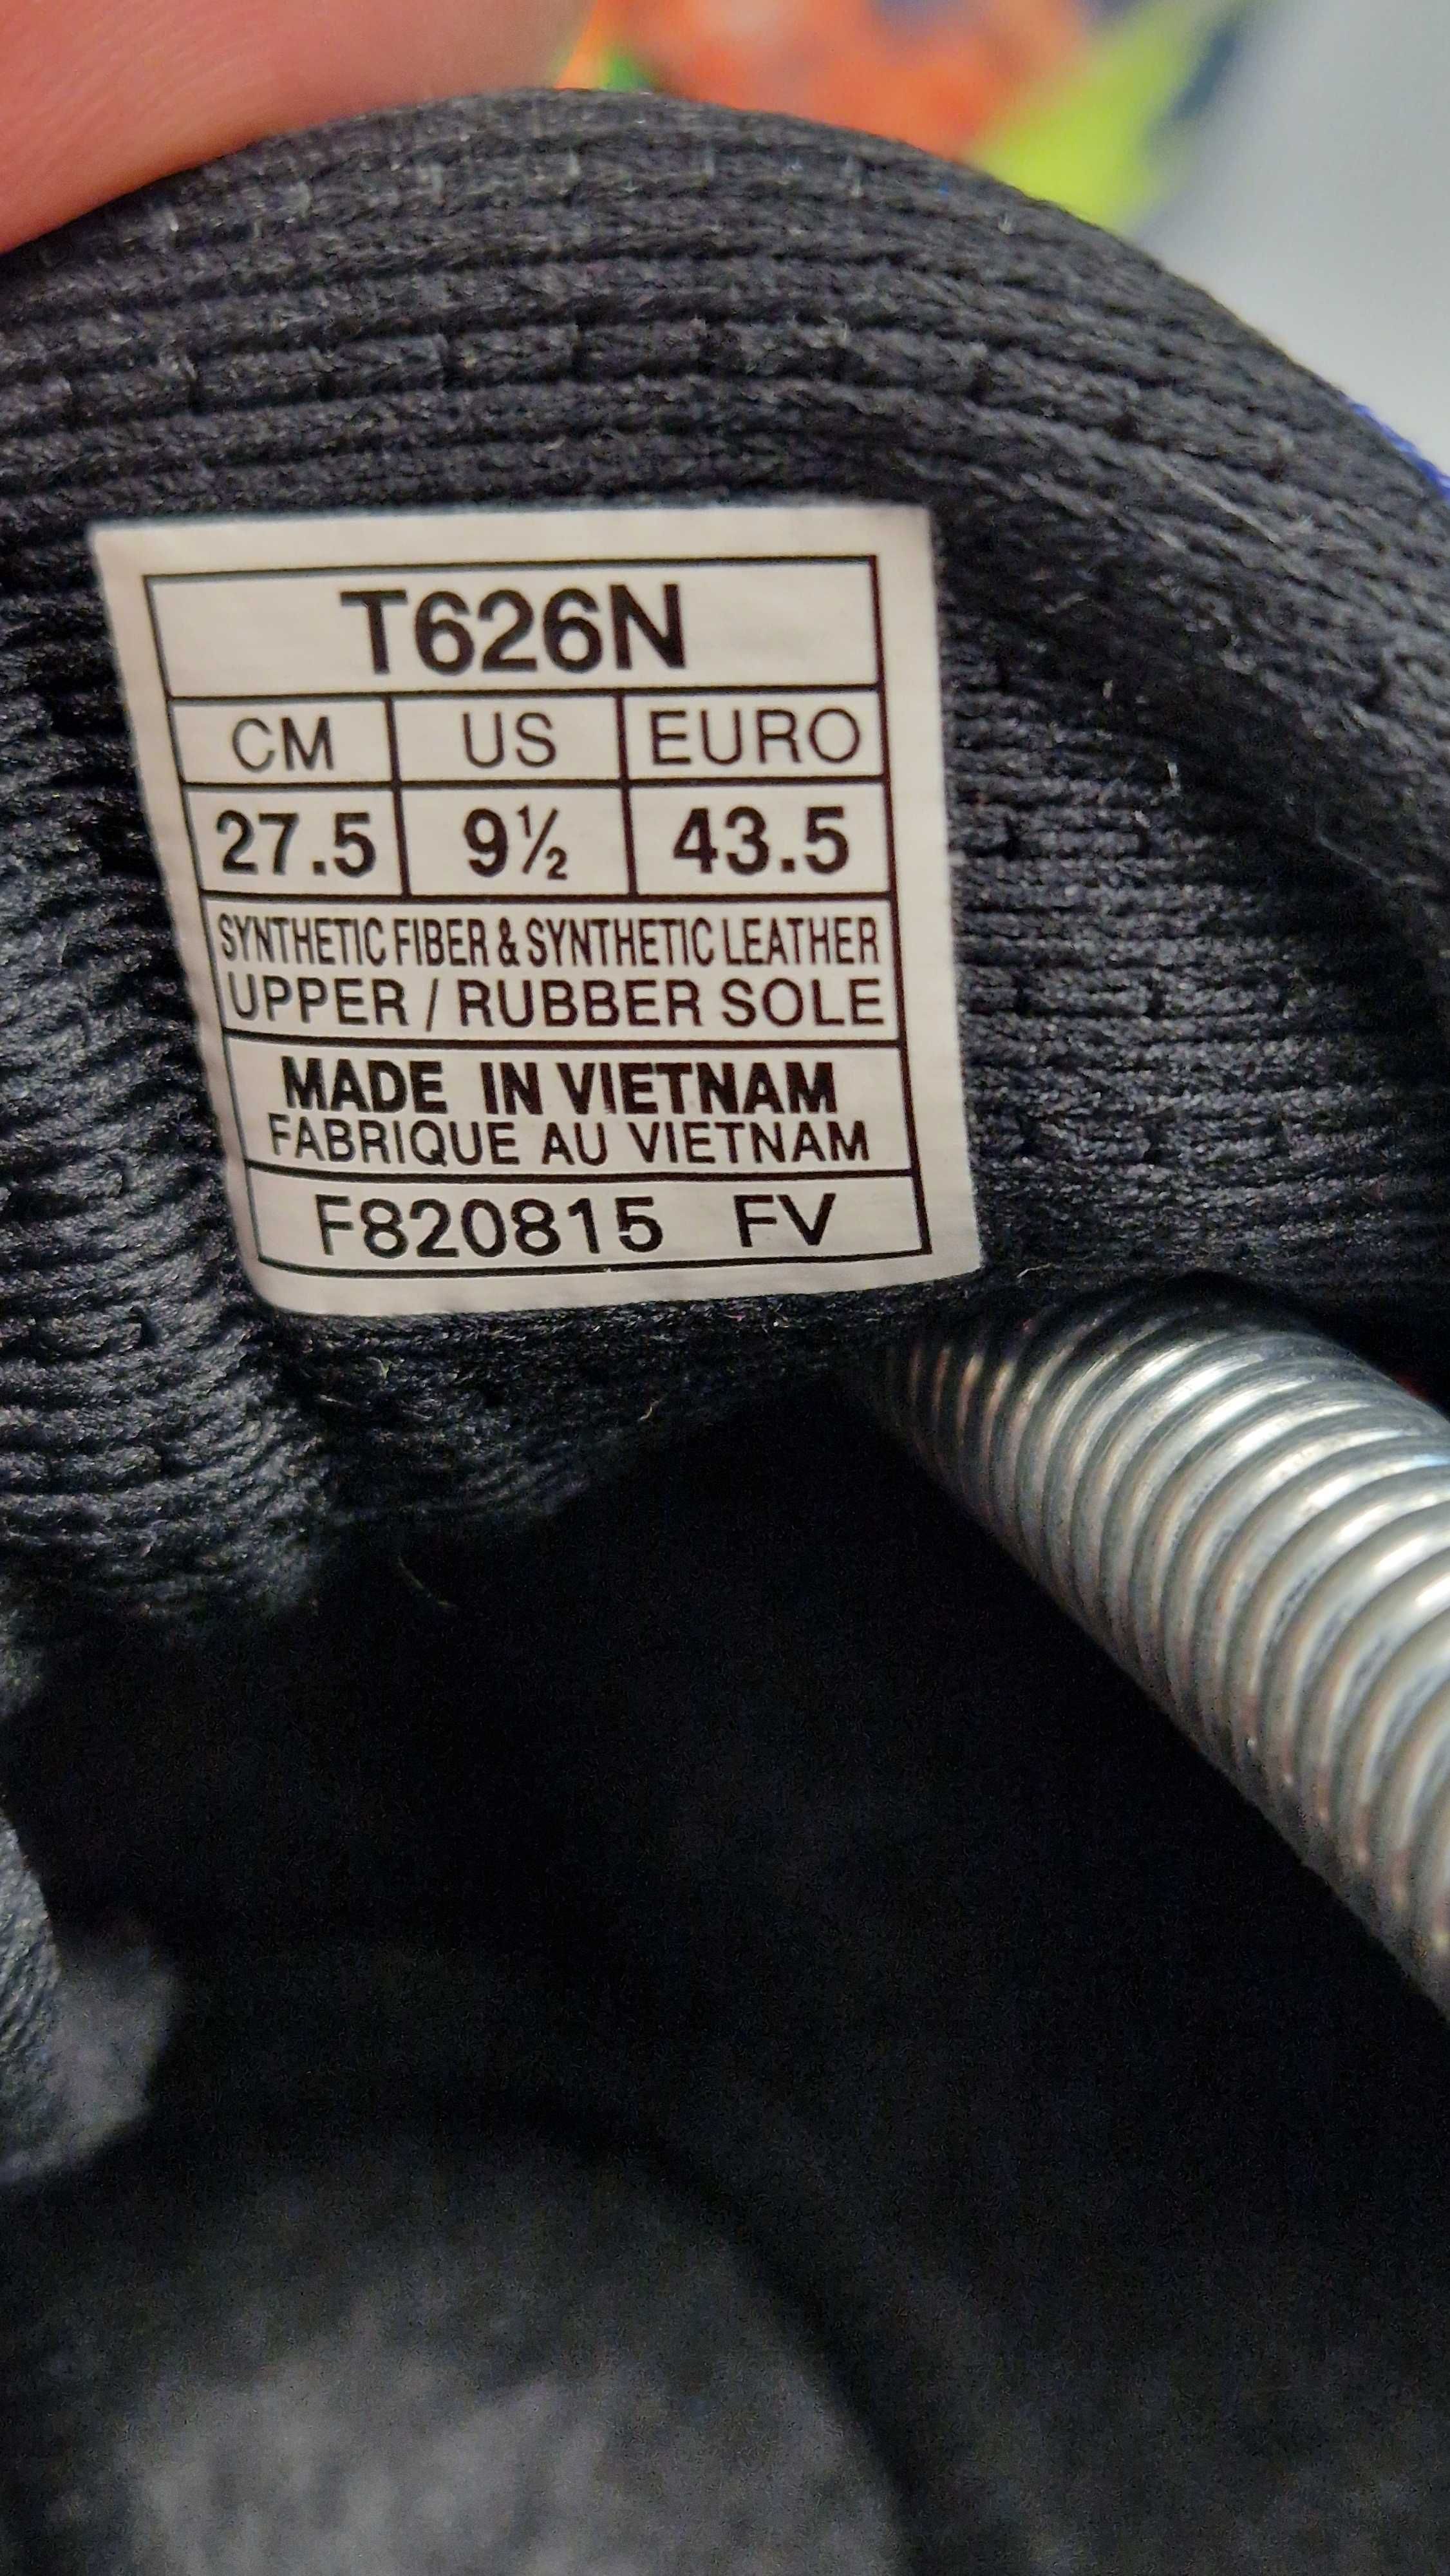 T626N
CM US EURO
27.5 9½ 43.5
SYNTHETIC FIBER & SYNTHETIC LEATHER
UPPER / RUBBER SOLE
MADE IN VIETNAM
FABRIQUE AU VIETNAM
F820815 FV